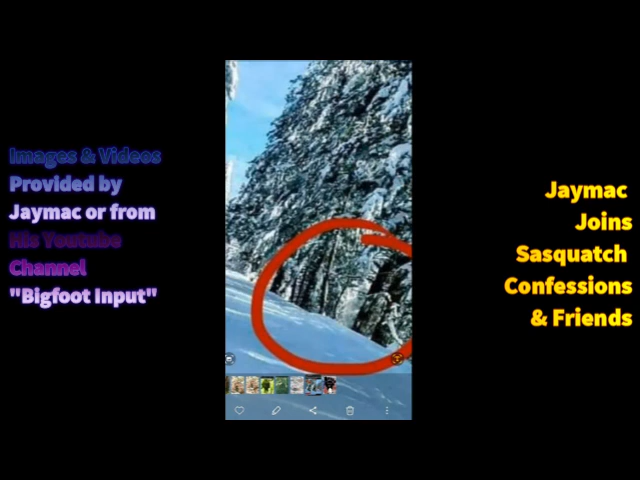 Images & Videos
Provided by
Jaymac or from
His Youtube
Channel
"Bigfoot Input"
Jaymac
Joins
Sasquatch
Confessions
& Friends